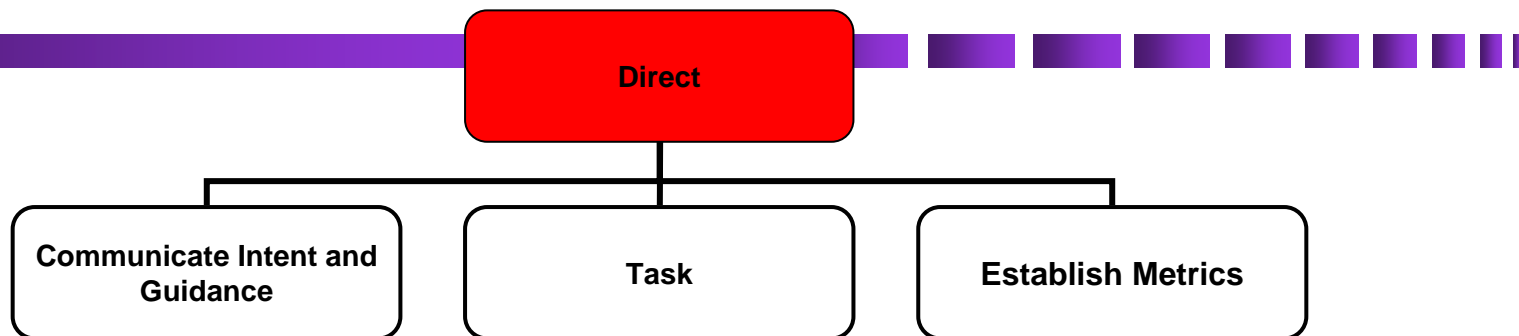 Direct
Communicate Intent and
Guidance
Task
Establish Metrics